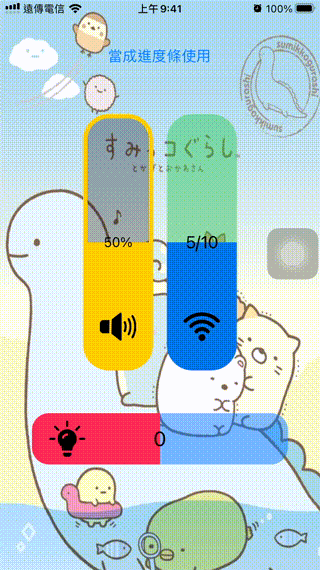 遠傳電信 上午9:41 100%
當成進度條使用
sumikkogurashi
sumikkogurashi
すみっコぐらし
とかげとおかあさん
50%
5/10
0